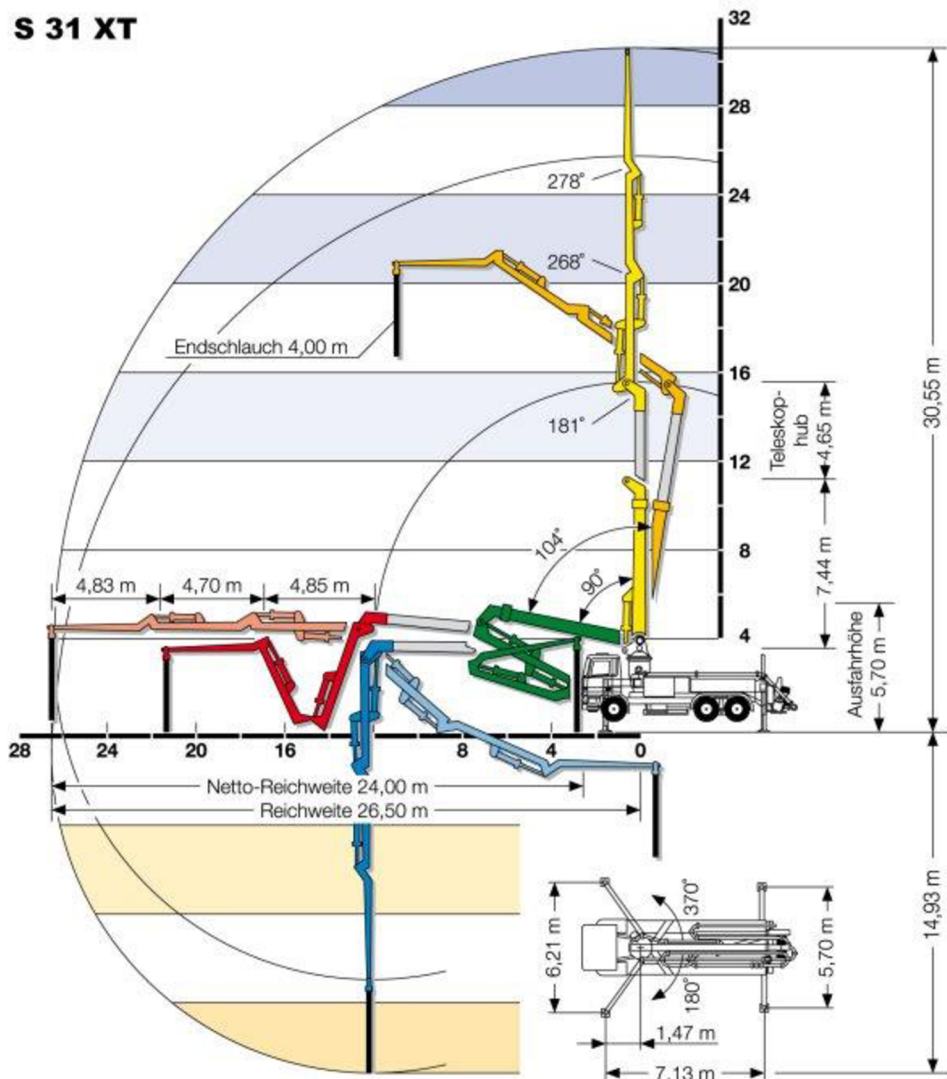 S 31 XT
32
28
278°
24
268°
20
Endschlauch 4,00 m
16
181°
Teleskop-
hub
4,65 m
30,55 m
12
104°
90°
8
7,44 m
4,83 m
4,70 m
4,85 m
4
Ausfahrhöhe
5,70 m
28
24
20
16
12
8
4
0
Netto-Reichweite 24,00 m
Reichweite 26,50 m
14,93 m
6,21 m
370°
180°
5,70 m
1,47 m
7,13 m